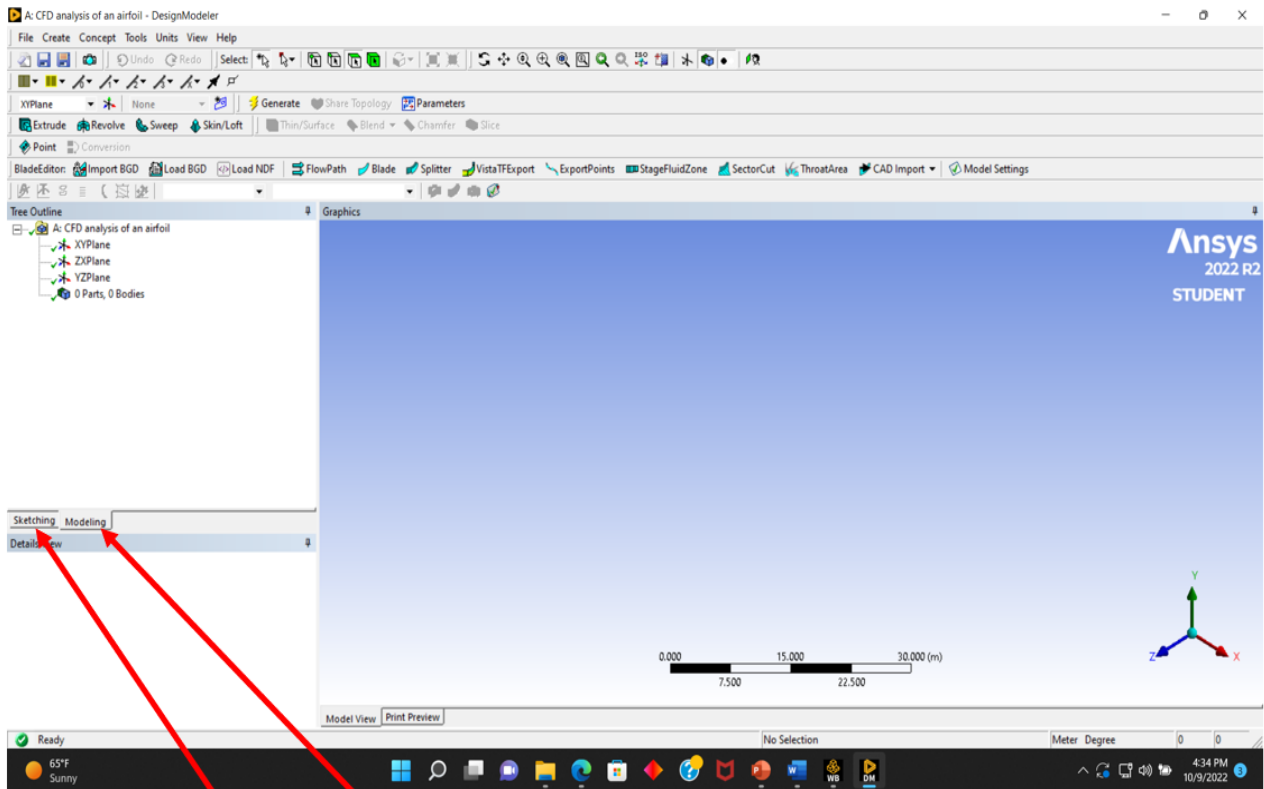 A: CFD analysis of an airfoil - DesignModeler
File Create Concept Tools Units View Help
Undo Redo Select:
XYPlane None Generate Share Topology Parameters
Extrude Revolve Sweep Skin/Loft Thin/Surface Blend Chamfer Slice
Point Conversion
BladeEditor: Import BGD Load BGD Load NDF FlowPath Blade Splitter VistaTFExport ExportPoints StageFluidZone SectorCut ThroatArea CAD Import Model Settings
Tree Outline
A: CFD analysis of an airfoil
XYPlane
ZXPlane
YZPlane
0 Parts, 0 Bodies
Sketching Modeling
Details View
Graphics
Ansys
2022 R2
STUDENT
Y
Z X
0.000 15.000 30.000 (m)
7.500 22.500
Model View Print Preview
Ready No Selection Meter Degree 0 0
65°F
Sunny
WB DM
4:34 PM
10/9/2022
3